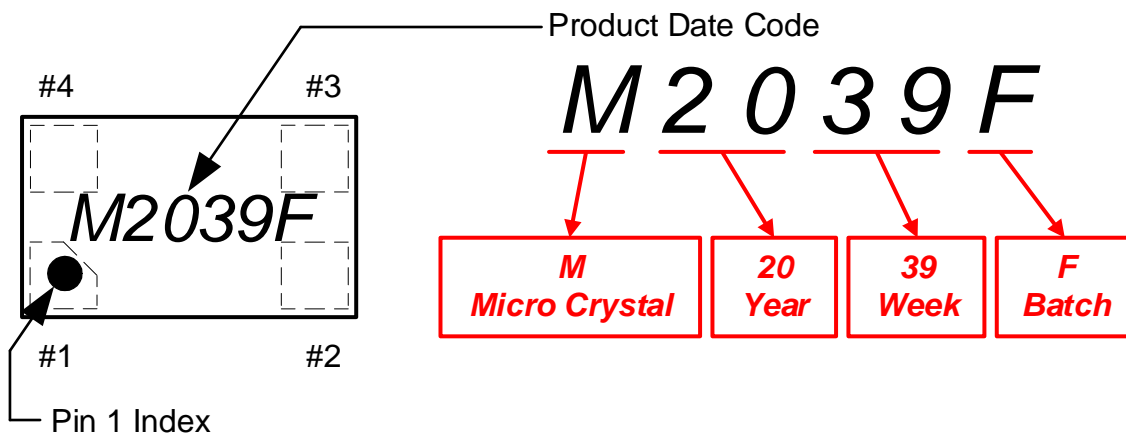 Product Date Code
#4 #3
M 2 0 3 9 F
M2039F
M
Micro Crystal
20
Year
39
Week
F
Batch
#1 #2
Pin 1 Index